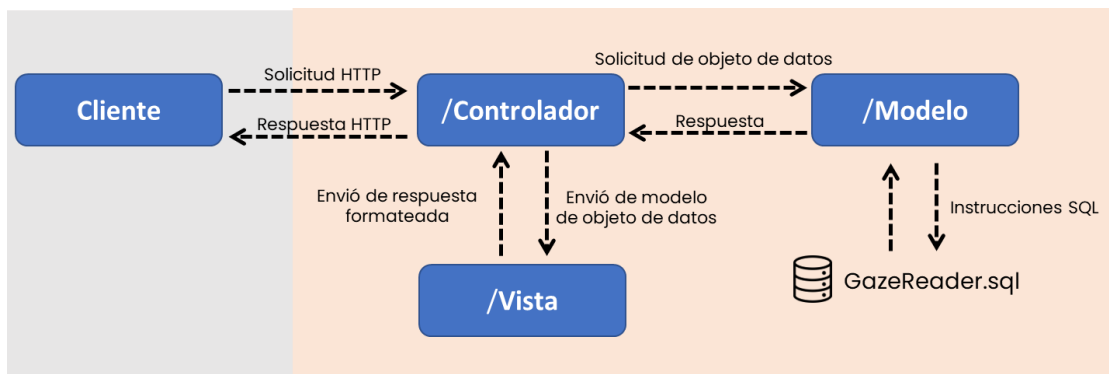 Solicitud de objeto de datos
Solicitud HTTP
Cliente
/Controlador
/Modelo
Respuesta HTTP
Respuesta
Envió de respuesta
formateada
Envió de modelo
de objeto de datos
Instrucciones SQL
/Vista
GazeReader.sql